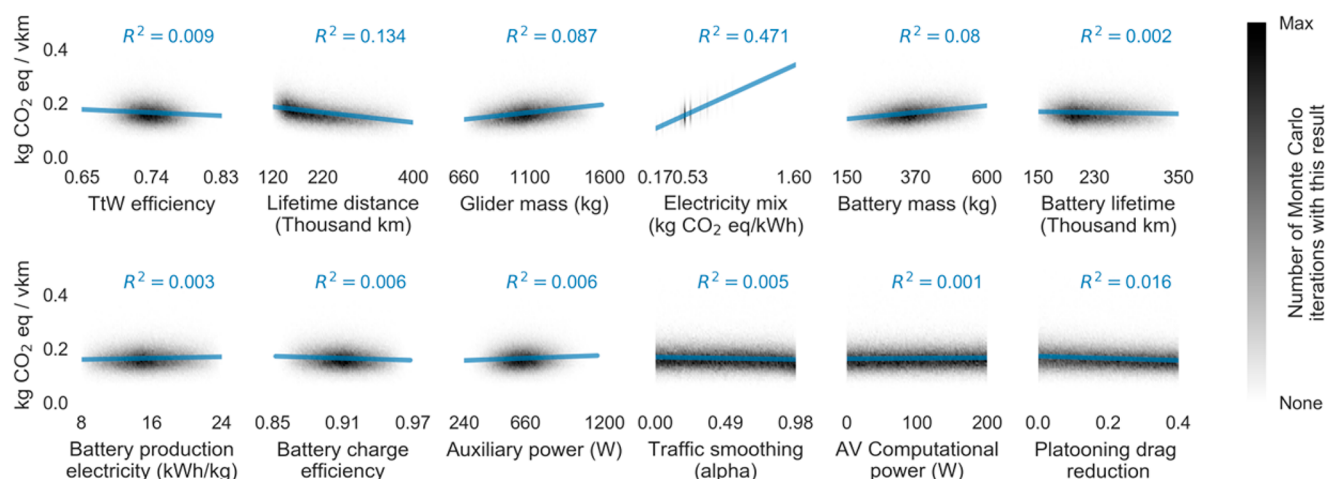 kg CO₂ eq / vkm
0.4
0.2
0.0
R² = 0.009
0.65 0.74 0.83
TtW efficiency
R² = 0.134
120 220 400
Lifetime distance
(Thousand km)
R² = 0.087
660 1100 1600
Glider mass (kg)
R² = 0.471
0.170.53 1.60
Electricity mix
(kg CO₂ eq/kWh)
R² = 0.08
150 370 600
Battery mass (kg)
R² = 0.002
150 230 350
Battery lifetime
(Thousand km)
kg CO₂ eq / vkm
0.4
0.2
0.0
R² = 0.003
8 16 24
Battery production
electricity (kWh/kg)
R² = 0.006
0.85 0.91 0.97
Battery charge
efficiency
R² = 0.006
240 660 1200
Auxiliary power (W)
R² = 0.005
0.00 0.49 0.98
Traffic smoothing
(alpha)
R² = 0.001
0 100 200
AV Computational
power (W)
R² = 0.016
0.0 0.2 0.4
Platooning drag
reduction
Max
None
Number of Monte Carlo
iterations with this result